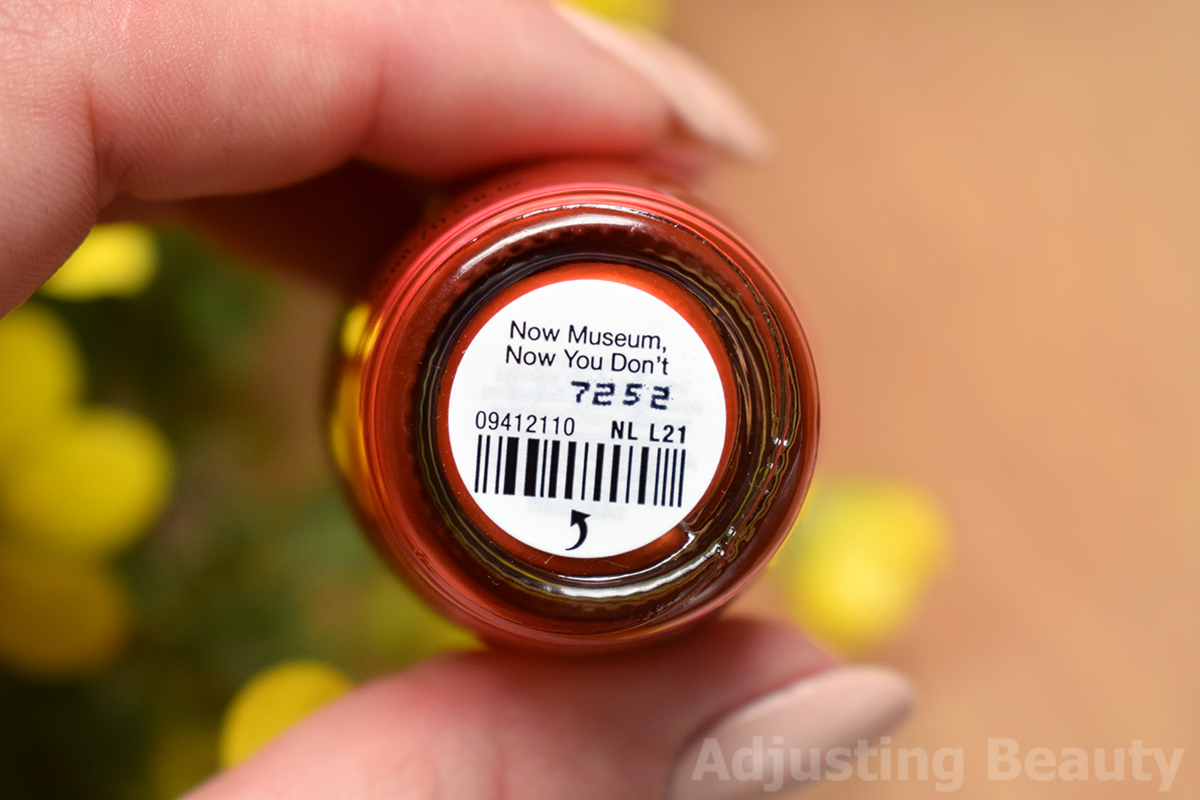 Now Museum,
Now You Don't
7252
09412110 NL L21
Adjusting Beauty